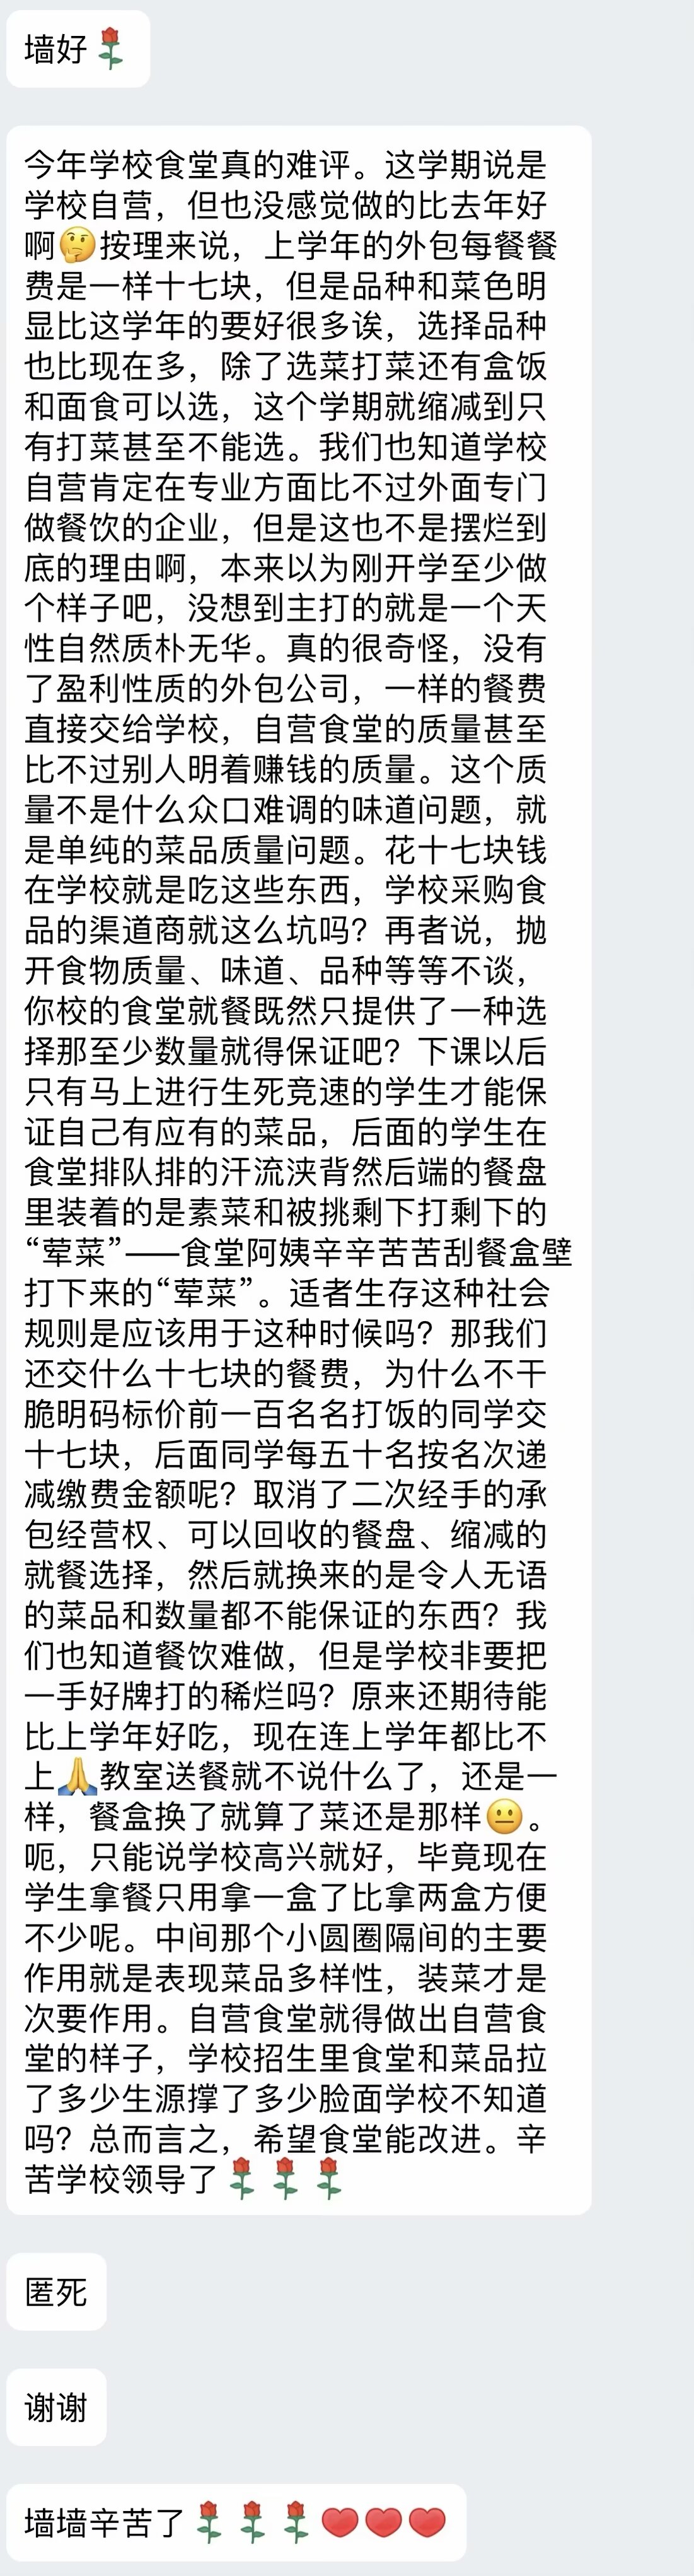 墙好🌹
今年学校食堂真的难评。这学期说是
学校自营，但也没感觉做的比去年好
啊🤔按理来说，上学年的外包每餐餐
费是一样十七块，但是品种和菜色明
显比这学年的要好很多诶，选择品种
也比现在多，除了选菜打菜还有盒饭
和面食可以选，这个学期就缩减到只
有打菜甚至不能选。我们也知道学校
自营肯定在专业方面比不过外面专门
做餐饮的企业，但是这也不是摆烂到
底的理由啊，本来以为刚开学至少做
个样子吧，没想到主打的就是一个天
性自然质朴无华。真的很奇怪，没有
了盈利性质的外包公司，一样的餐费
直接交给学校，自营食堂的质量甚至
比不过别人明着赚钱的质量。这个质
量不是什么众口难调的味道问题，就
是单纯的菜品质量问题。花十七块钱
在学校就是吃这些东西，学校采购食
品的渠道商就这么坑吗？再者说，抛
开食物质量、味道、品种等等不谈，
你校的食堂就餐既然只提供了一种选
择那至少数量就得保证吧？下课以后
只有马上进行生死竞速的学生才能保
证自己有应有的菜品，后面的学生在
食堂排队排的汗流浃背然后端的餐盘
里装着的是素菜和被挑剩下打剩下的
“荤菜”——食堂阿姨辛辛苦苦刮餐盒壁
打下来的“荤菜”。适者生存这种社会
规则是应该用于这种时候吗？那我们
还交什么十七块的餐费，为什么不干
脆明码标价前一百名名打饭的同学交
十七块，后面同学每五十名按名次递
减缴费金额呢？取消了二次经手的承
包经营权、可以回收的餐盘、缩减的
就餐选择，然后就换来的是令人无语
的菜品和数量都不能保证的东西？我
们也知道餐饮难做，但是学校非要把
一手好牌打的稀烂吗？原来还期待能
比上学年好吃，现在连上学年都比不
上🙏教室送餐就不说什么了，还是一
样，餐盒换了就算了菜还是那样😐。
呃，只能说学校高兴就好，毕竟现在
学生拿餐只用拿一盒了比拿两盒方便
不少呢。中间那个小圆圈隔间的主要
作用就是表现菜品多样性，装菜才是
次要作用。自营食堂就得做出自营食
堂的样子，学校招生里食堂和菜品拉
了多少生源撑了多少脸面学校不知道
吗？总而言之，希望食堂能改进。辛
苦学校领导了🌹🌹🌹
匿死
谢谢
墙墙辛苦了🌹🌹🌹❤️❤️❤️